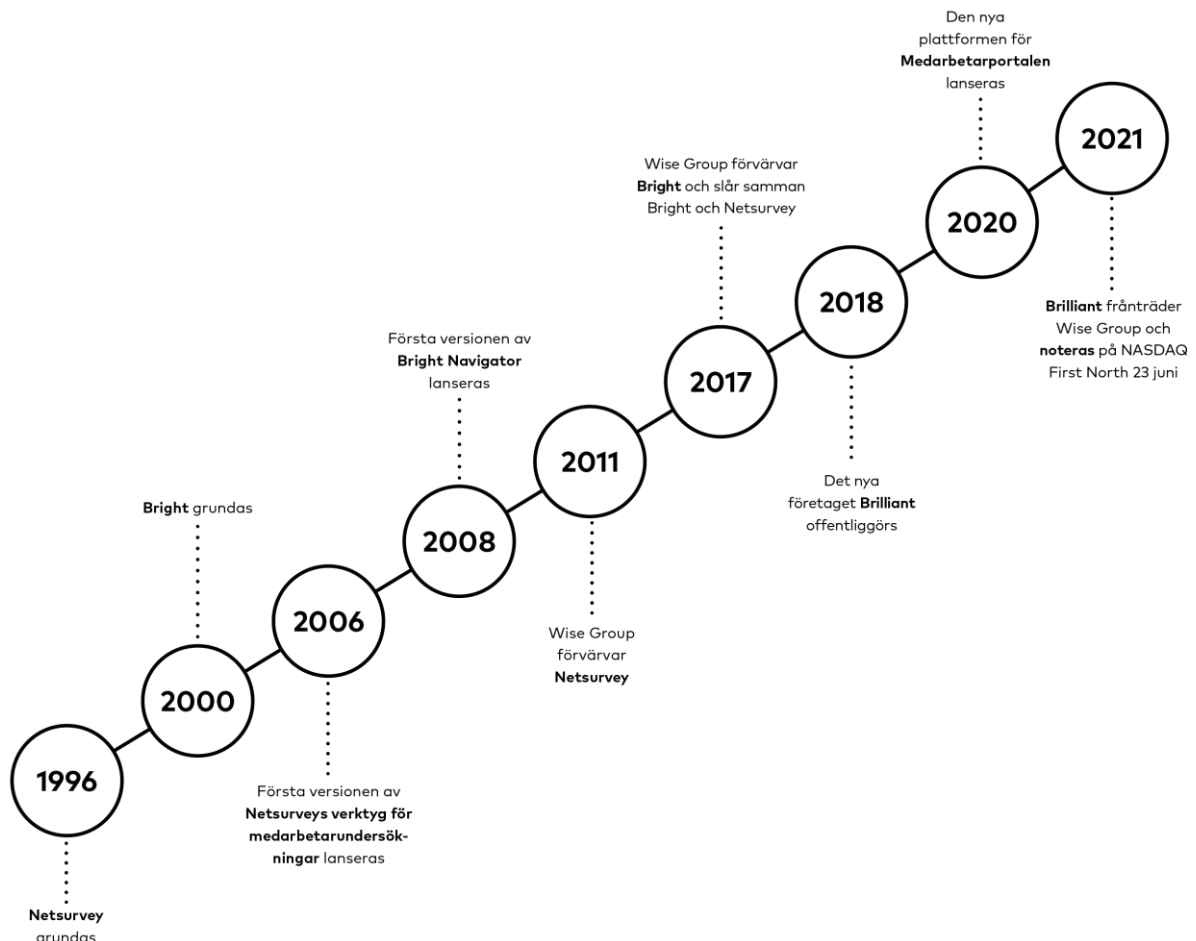 Den nya
plattformen för
Medarbetarportalen
lanseras
2021
Wise Group förvärvar
Bright och slår samman
Bright och Netsurvey
2020
2018
Brilliant frånträder
Wise Group och
noteras på NASDAQ
First North 23 juni
Första versionen av
Bright Navigator
lanseras
2017
2011
Det nya
företaget Brilliant
offentliggörs
Bright grundas
2008
2006
Wise Group
förvärvar
Netsurvey
2000
1996
Första versionen av
Netsurveys verktyg för
medarbetarundersök-
ningar lanseras
Netsurvey
grundas